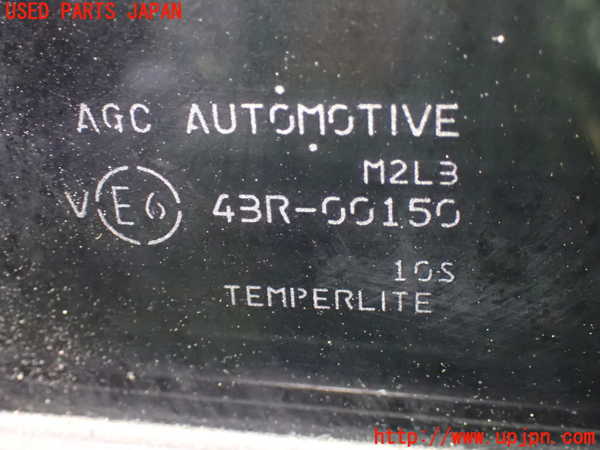 USED PARTS JAPAN
AGC AUTOMOTIVE
M2L3
V E6 43R-00150
10S
TEMPERLITE
http://www.upjpn.com